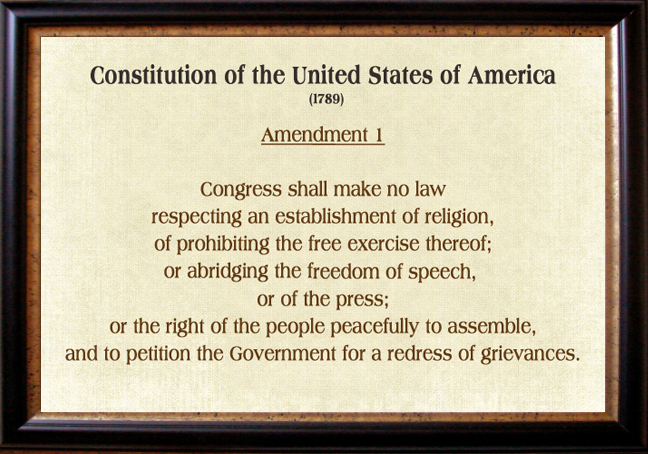 Constitution of the United States of America
(1789)
Amendment 1
Congress shall make no law
respecting an establishment of religion,
of prohibiting the free exercise thereof;
or abridging the freedom of speech,
or of the press;
or the right of the people peacefully to assemble,
and to petition the Government for a redress of grievances.